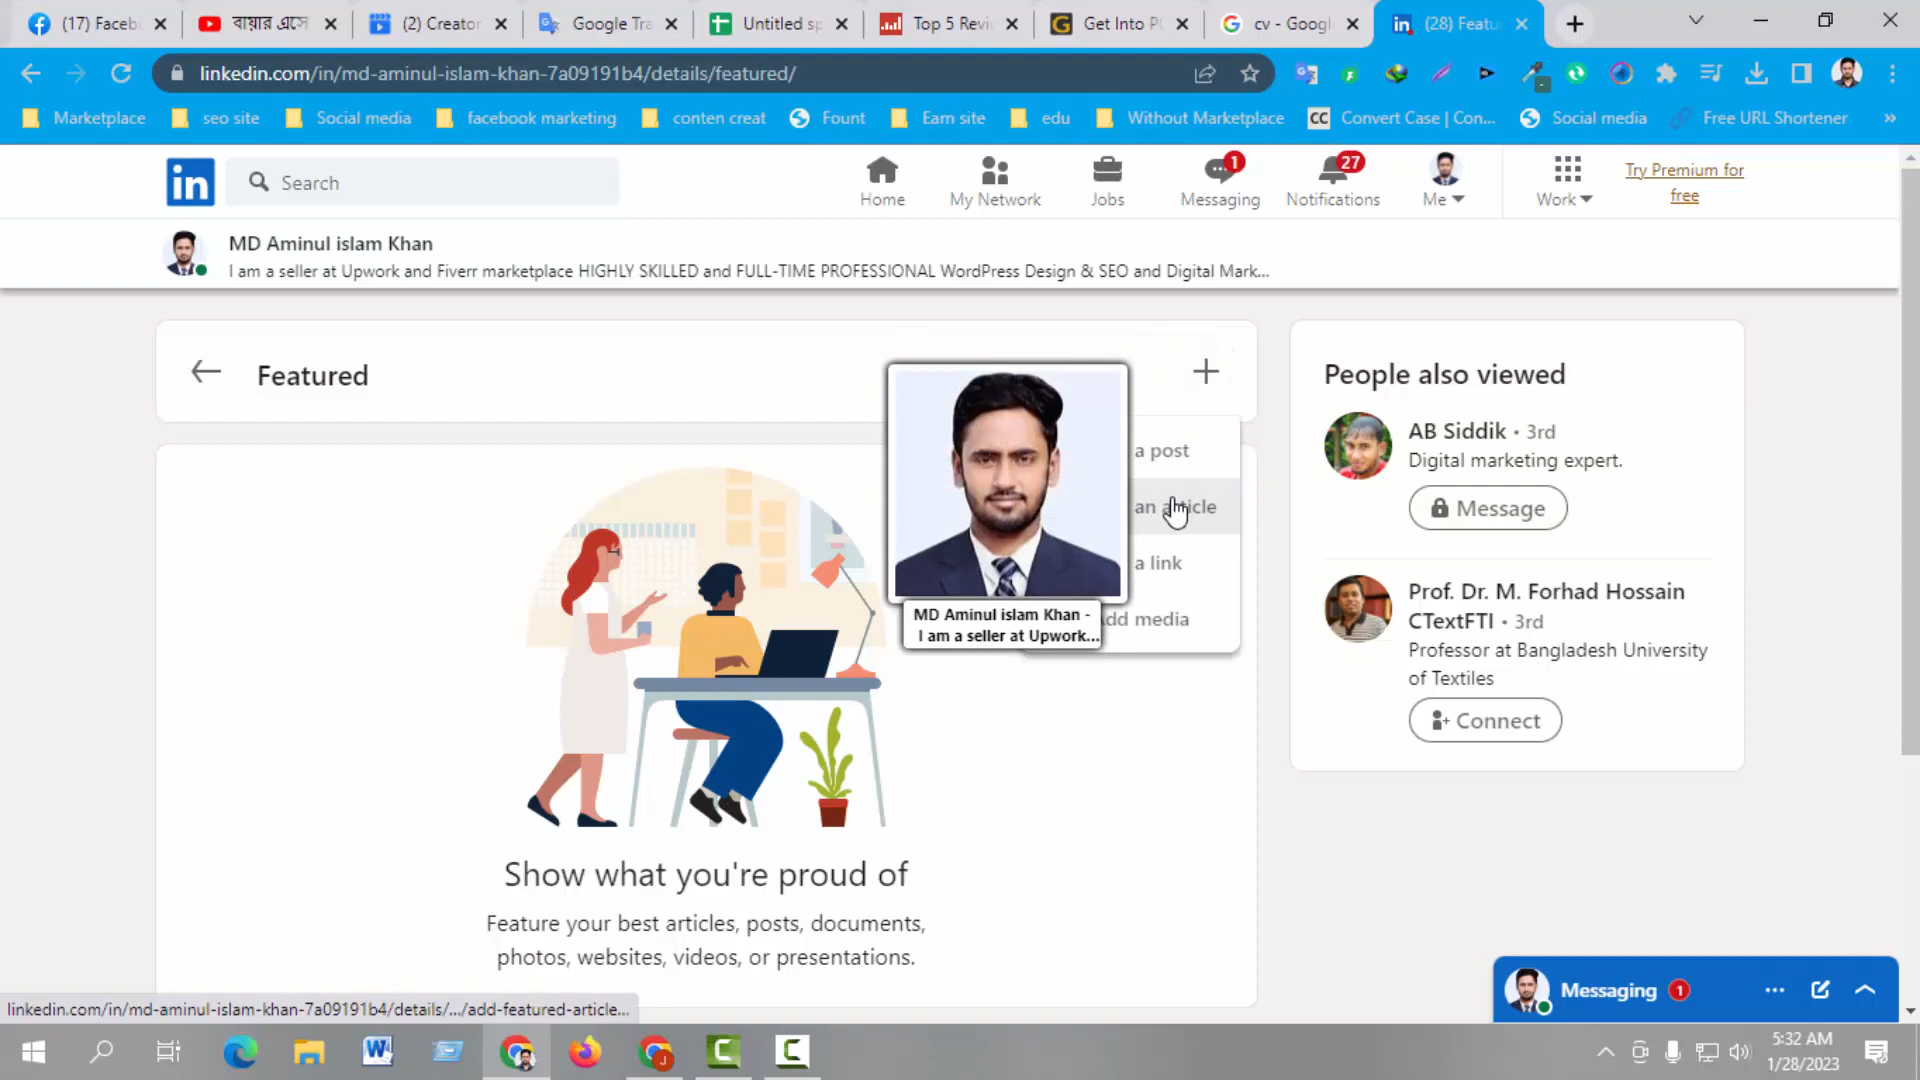 (17) Faceb
বায়ার এসে
(2) Creator
Google Tra
Untitled sp
Top 5 Revie
Get Into PC
cv - Google
(28) Featu
linkedin.com/in/md-aminul-islam-khan-7a09191b4/details/featured/
Marketplace
seo site
Social media
facebook marketing
conten creat
Fount
Earn site
edu
Without Marketplace
CC Convert Case | Con...
Social media
Free URL Shortener
in
Search
Home
My Network
Jobs
1
Messaging
27
Notifications
Me
Work
Try Premium for
free
MD Aminul islam Khan
I am a seller at Upwork and Fiverr marketplace HIGHLY SKILLED and FULL-TIME PROFESSIONAL WordPress Design & SEO and Digital Mark...
Featured
a post
an article
a link
dd media
MD Aminul islam Khan -
I am a seller at Upwork...
Show what you're proud of
Feature your best articles, posts, documents,
photos, websites, videos, or presentations.
People also viewed
AB Siddik • 3rd
Digital marketing expert.
Message
Prof. Dr. M. Forhad Hossain
CTextFTI • 3rd
Professor at Bangladesh University
of Textiles
Connect
Messaging 1
linkedin.com/in/md-aminul-islam-khan-7a09191b4/details/.../add-featured-article...
5:32 AM
1/28/2023